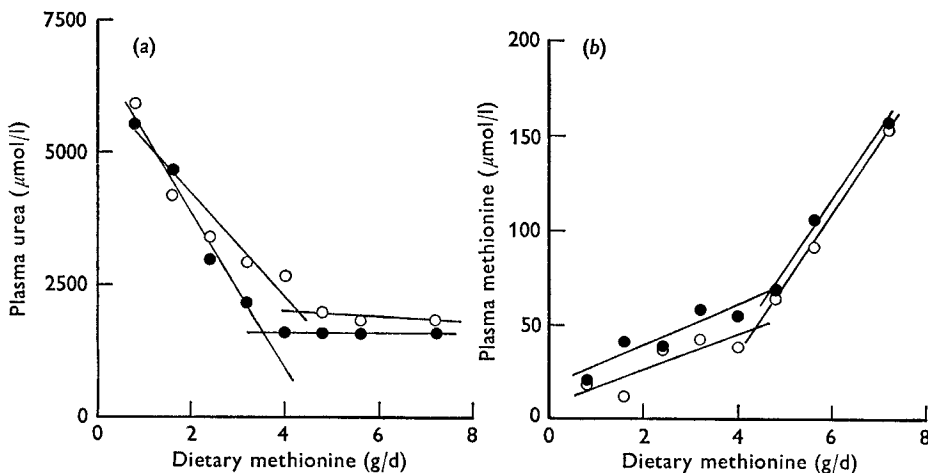 (a)
Plasma urea (μmol/l)
7500
5000
2500
0
0 2 4 6 8
Dietary methionine (g/d)
(b)
Plasma methionine (μmol/l)
200
150
100
50
0
0 2 4 6 8
Dietary methionine (g/d)